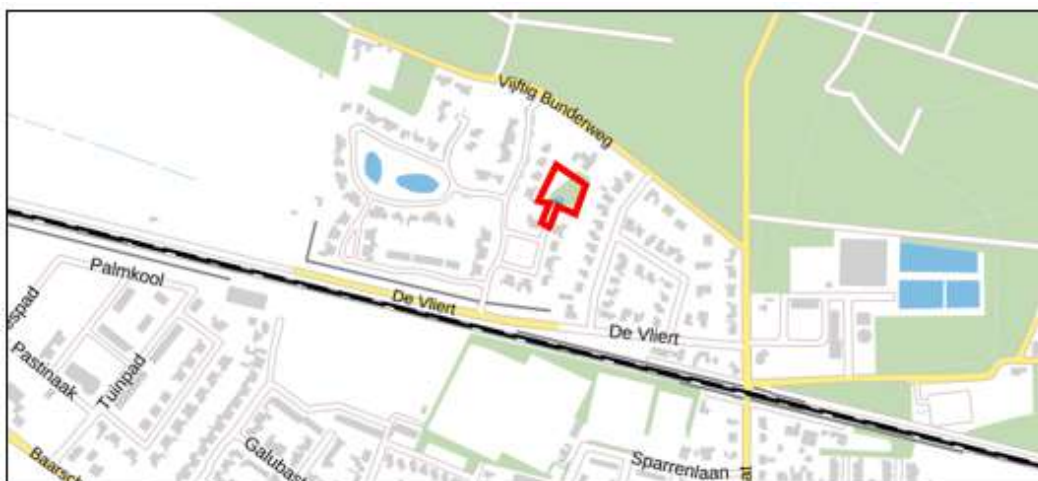 Vijftig Bunderweg
De Vliert
De Vliert
Palmkool
Pastinaak
Tuinpad
Sparrenlaan